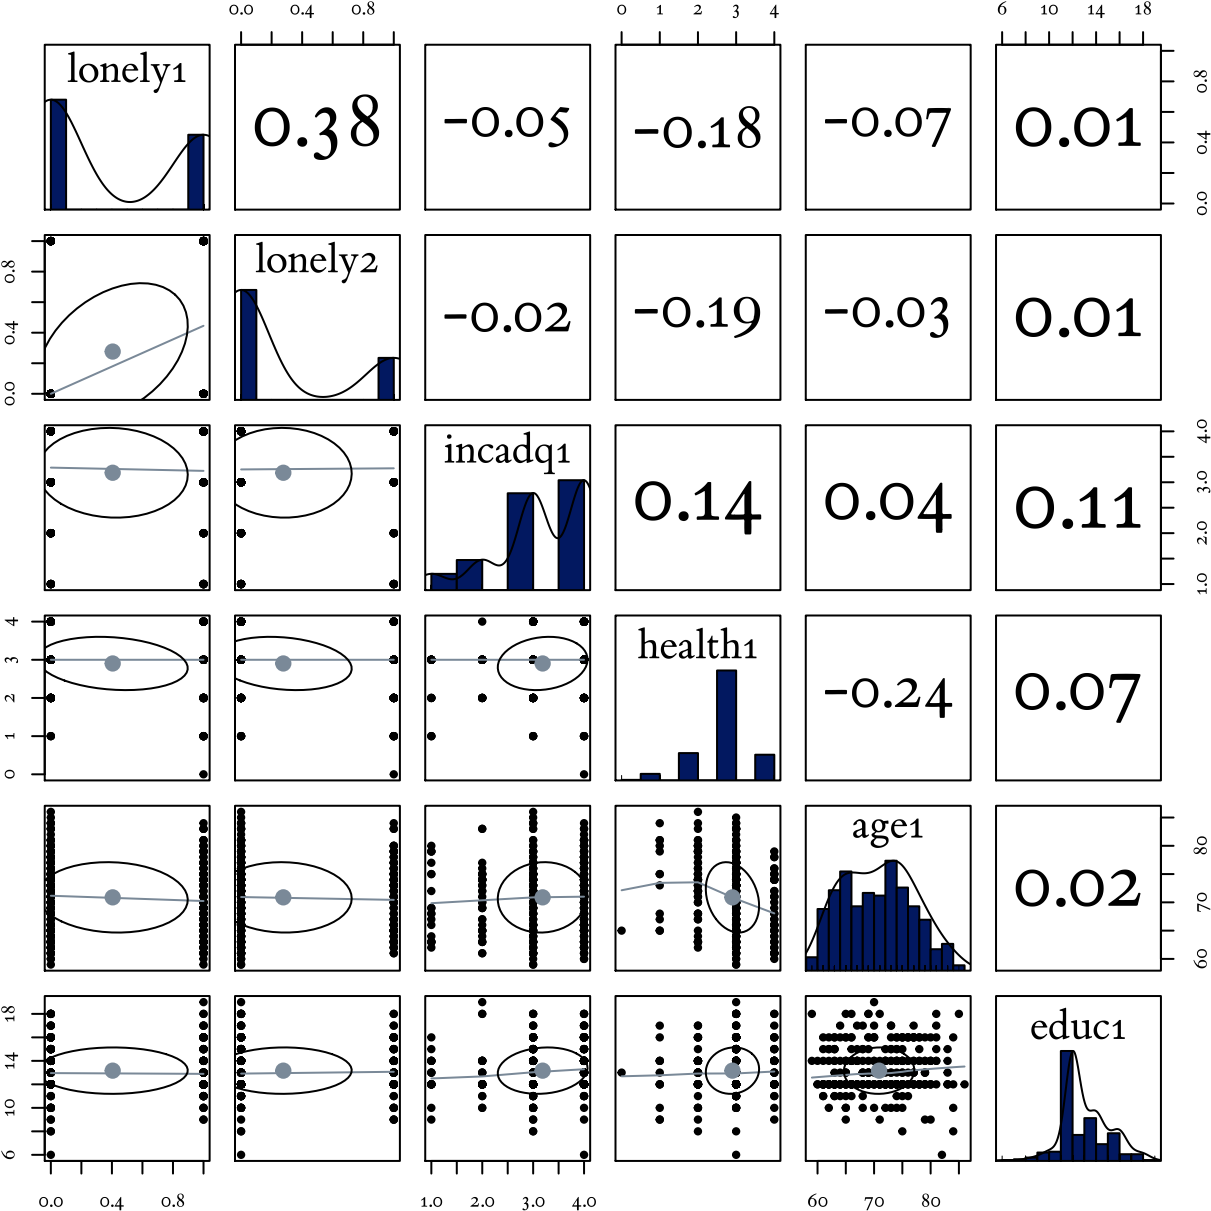 0.0 0.4 0.8 0 1 2 3 4 6 10 14 18
lonely1 0.38 -0.05 -0.18 -0.07 0.01 0.0 0.4 0.8
0.0 0.4 0.8 lonely2 -0.02 -0.19 -0.03 0.01
incadq1 0.14 0.04 0.11 1.0 2.0 3.0 4.0
0 1 2 3 4 health1 -0.24 0.07
age1 0.02 60 70 80
6 10 14 18 educ1
0.0 0.4 0.8 1.0 2.0 3.0 4.0 60 70 80